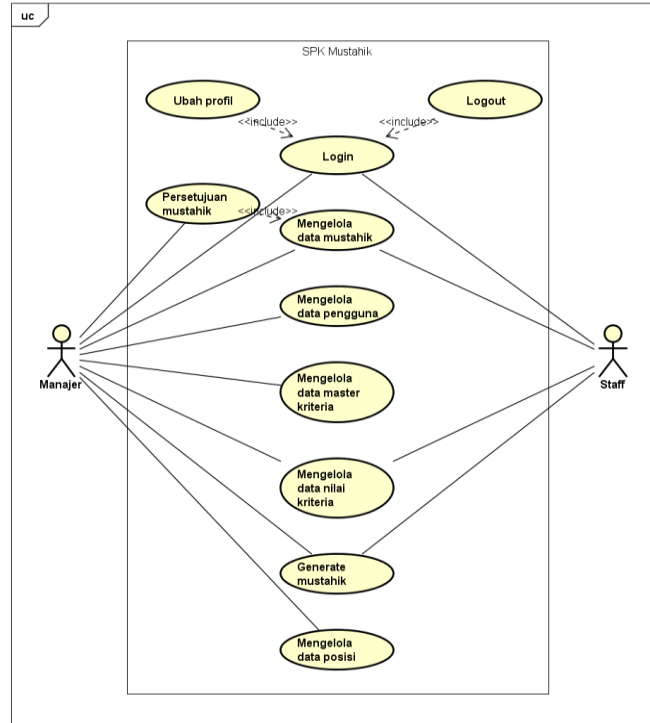 uc
SPK Mustahik
Ubah profil
Logout
<<include>>
<<include>>
Login
Persetujuan
mustahik
<<include>>
Mengelola
data mustahik
Mengelola
data pengguna
Manajer
Staff
Mengelola
data master
kriteria
Mengelola
data nilai
kriteria
Generate
mustahik
Mengelola
data posisi